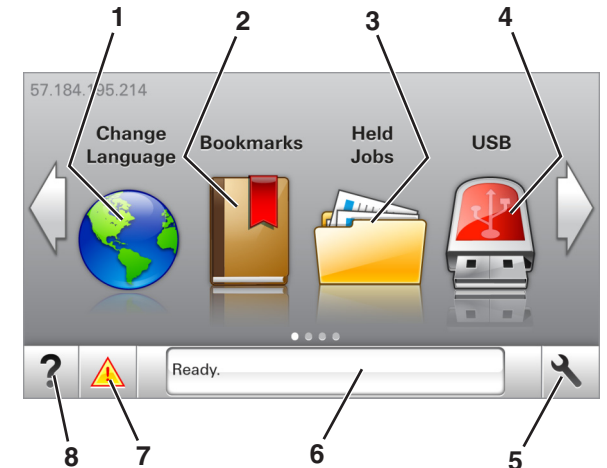 1 2 3 4
57.184.195.214
Change
Language
Bookmarks
Held
Jobs
USB
?
Ready.
8 7 6 5